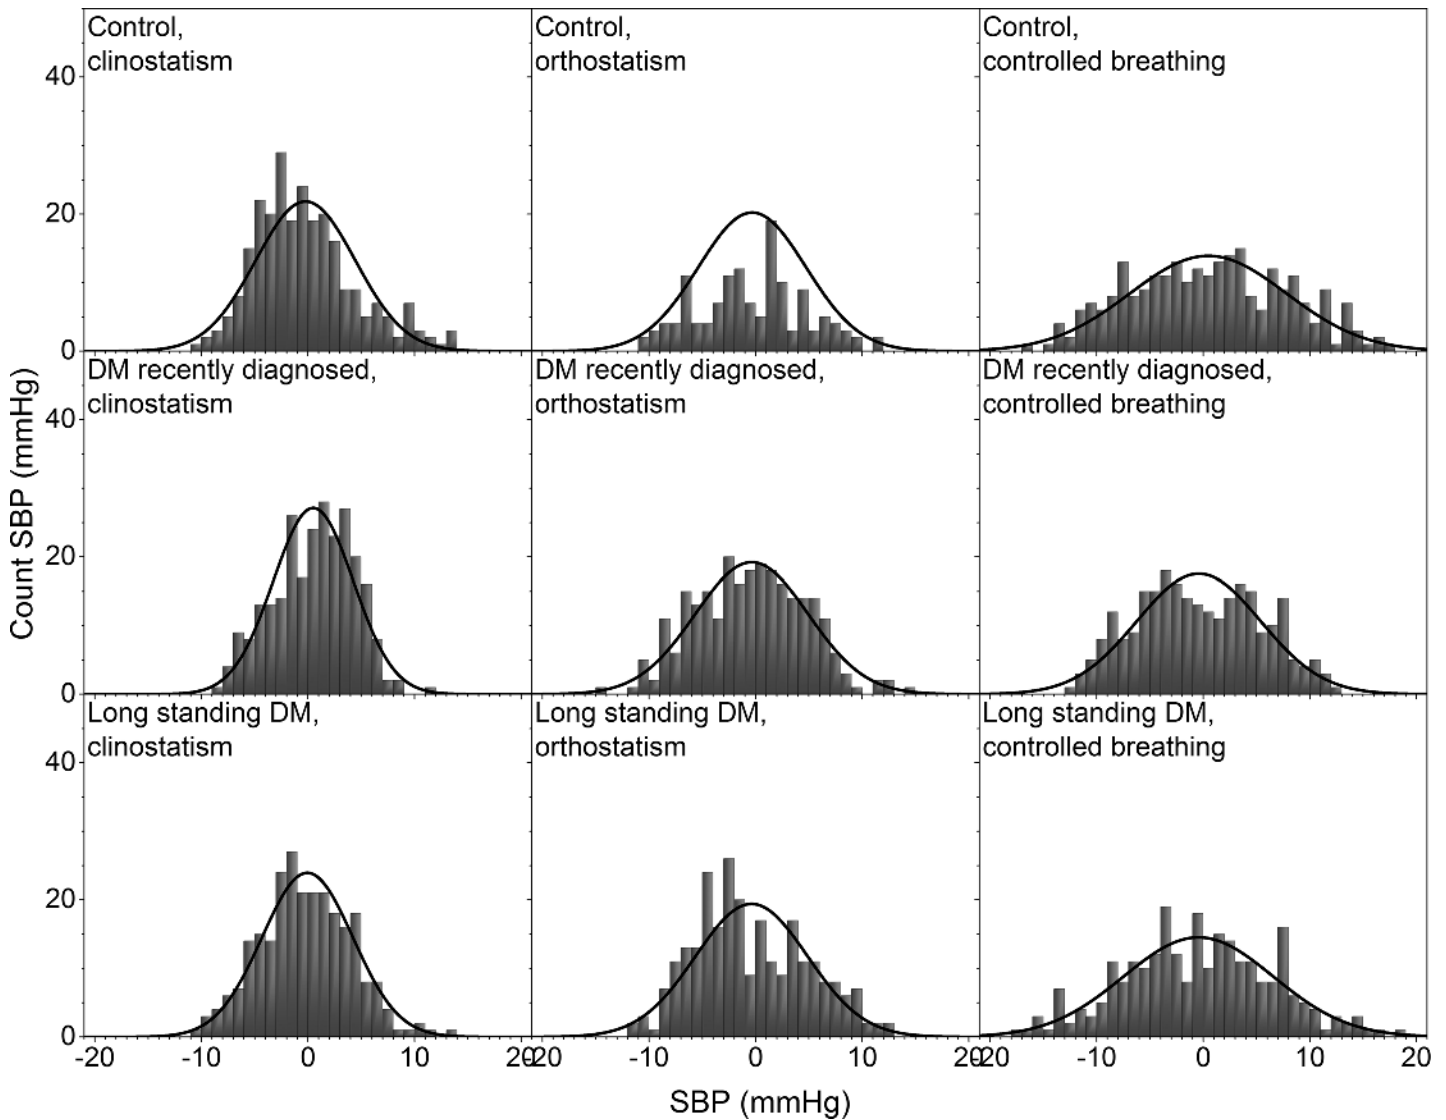 Control,
clinostatism
Control,
orthostatism
Control,
controlled breathing
40
20
0
DM recently diagnosed,
clinostatism
DM recently diagnosed,
orthostatism
DM recently diagnosed,
controlled breathing
40
20
0
Count SBP (mmHg)
Long standing DM,
clinostatism
Long standing DM,
orthostatism
Long standing DM,
controlled breathing
40
20
0
-20 -10 0 10 20 -20 -10 0 10 20 -20 -10 0 10 20
SBP (mmHg)